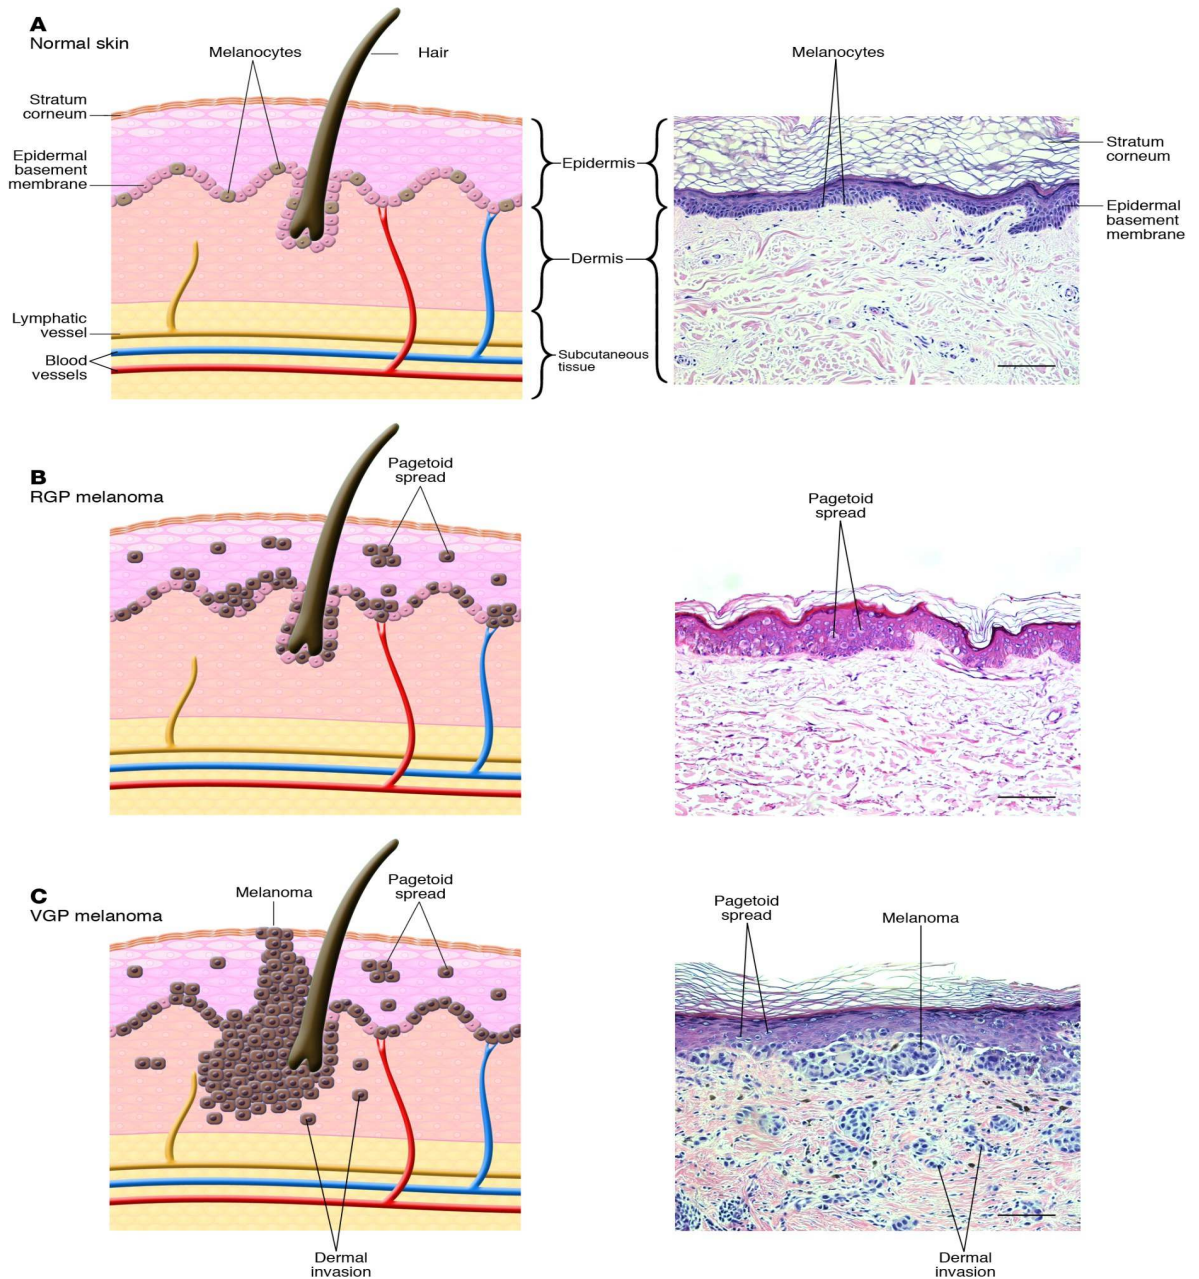 A
Normal skin
Melanocytes
Hair
Stratum
corneum
Epidermal
basement
membrane
Lymphatic
vessel
Blood
vessels
Epidermis
Dermis
Subcutaneous
tissue
Melanocytes
Stratum
corneum
Epidermal
basement
membrane
B
RGP melanoma
Pagetoid
spread
Pagetoid
spread
C
VGP melanoma
Melanoma
Pagetoid
spread
Dermal
invasion
Pagetoid
spread
Melanoma
Dermal
invasion